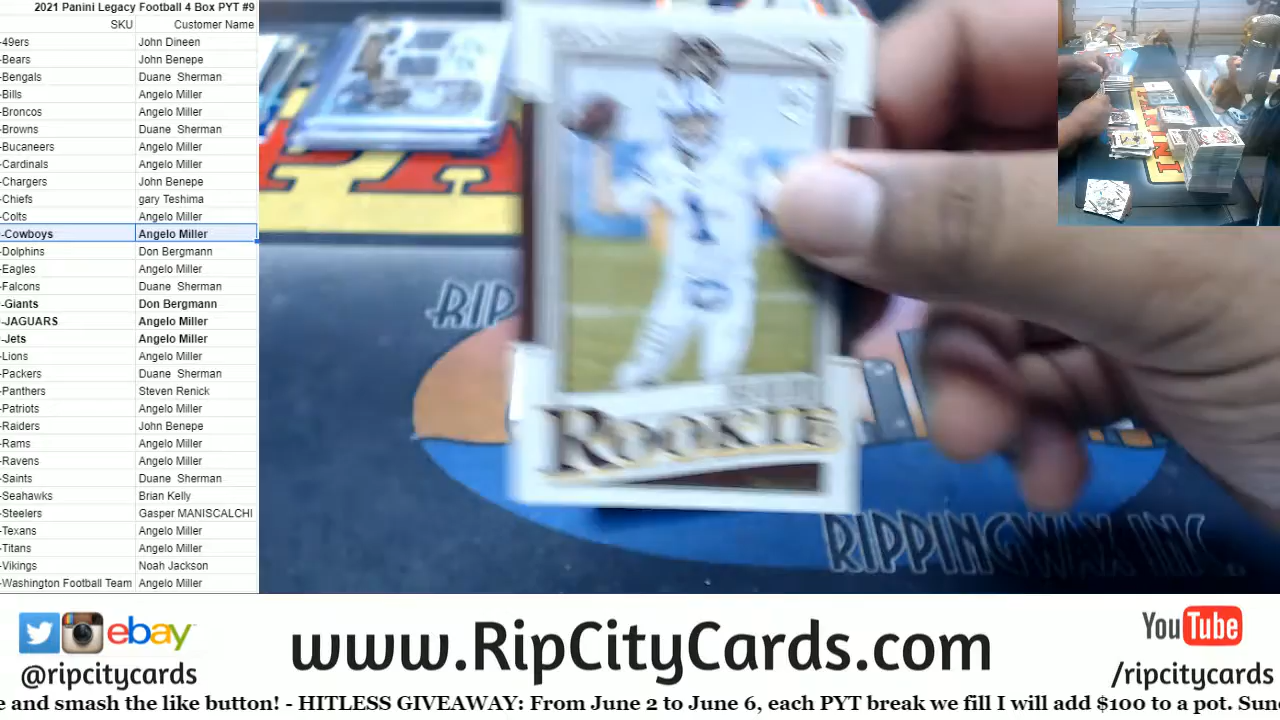 2021 Panini Legacy Football 4 Box PYT #9
SKU Customer Name
-49ers John Dineen
-Bears John Benepe
-Bengals Duane Sherman
-Bills Angelo Miller
-Broncos Angelo Miller
-Browns Duane Sherman
-Bucaneers Angelo Miller
-Cardinals Angelo Miller
-Chargers John Benepe
-Chiefs gary Teshima
-Colts Angelo Miller
-Cowboys Angelo Miller
-Dolphins Don Bergmann
-Eagles Angelo Miller
-Falcons Duane Sherman
-Giants Don Bergmann
-JAGUARS Angelo Miller
-Jets Angelo Miller
-Lions Angelo Miller
-Packers Duane Sherman
-Panthers Steven Renick
-Patriots Angelo Miller
-Raiders John Benepe
-Rams Angelo Miller
-Ravens Angelo Miller
-Saints Duane Sherman
-Seahawks Brian Kelly
-Steelers Gasper MANISCALCHI
-Texans Angelo Miller
-Titans Angelo Miller
-Vikings Noah Jackson
-Washington Football Team Angelo Miller
RIP
1
ROOKIE
RIPPINGWAX INC.
ebay
@ripcitycards
www.RipCityCards.com
YouTube
/ripcitycards
e and smash the like button! - HITLESS GIVEAWAY: From June 2 to June 6, each PYT break we fill I will add $100 to a pot. Sun